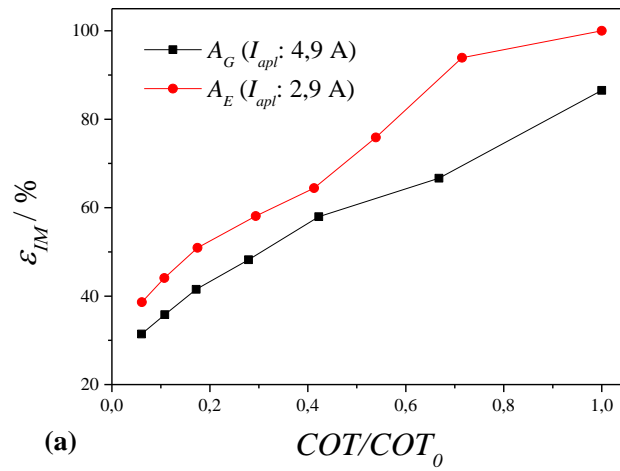 100
80
60
40
20
ε_IM / %
A_G (I_apl: 4,9 A)
A_E (I_apl: 2,9 A)
0,0 0,2 0,4 0,6 0,8 1,0
(a)
COT/COT_0